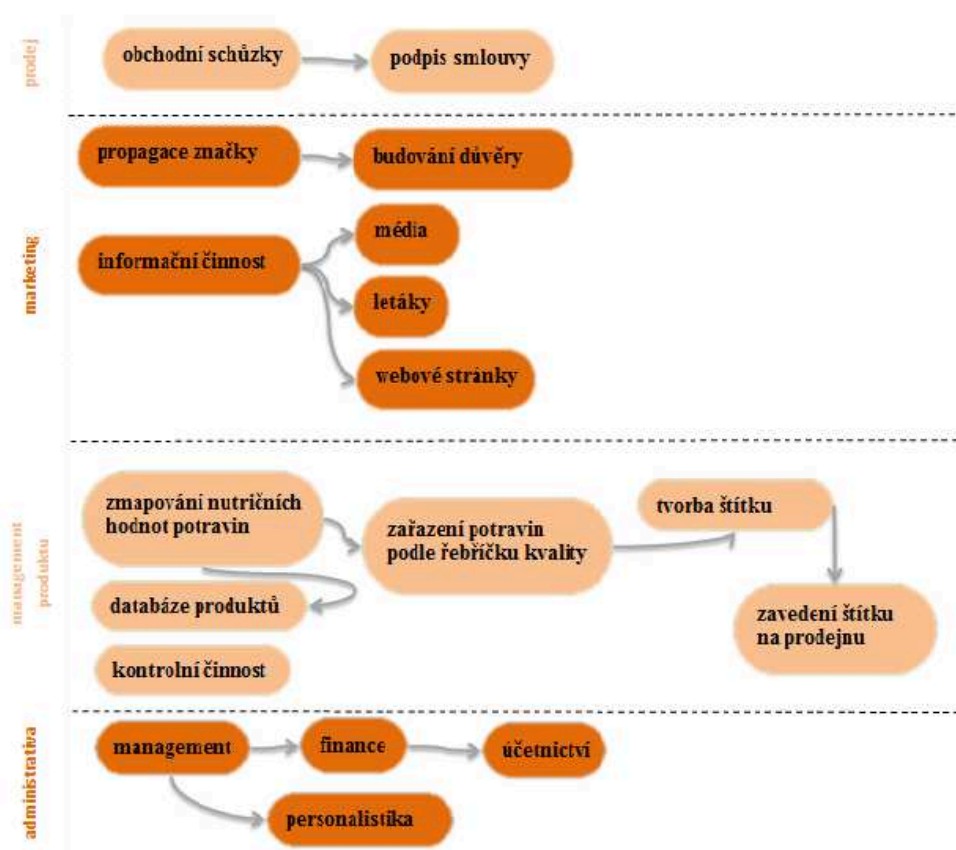 prodej
obchodní schůzky
podpis smlouvy
marketing
propagace značky
budování důvěry
informační činnost
média
letáky
webové stránky
management
produktu
zmapování nutričních
hodnot potravin
zařazení potravin
podle řebříčku kvality
tvorba štítku
databáze produktů
zavedení štítku
na prodejnu
kontrolní činnost
administrativa
management
finance
účetnictví
personalistika